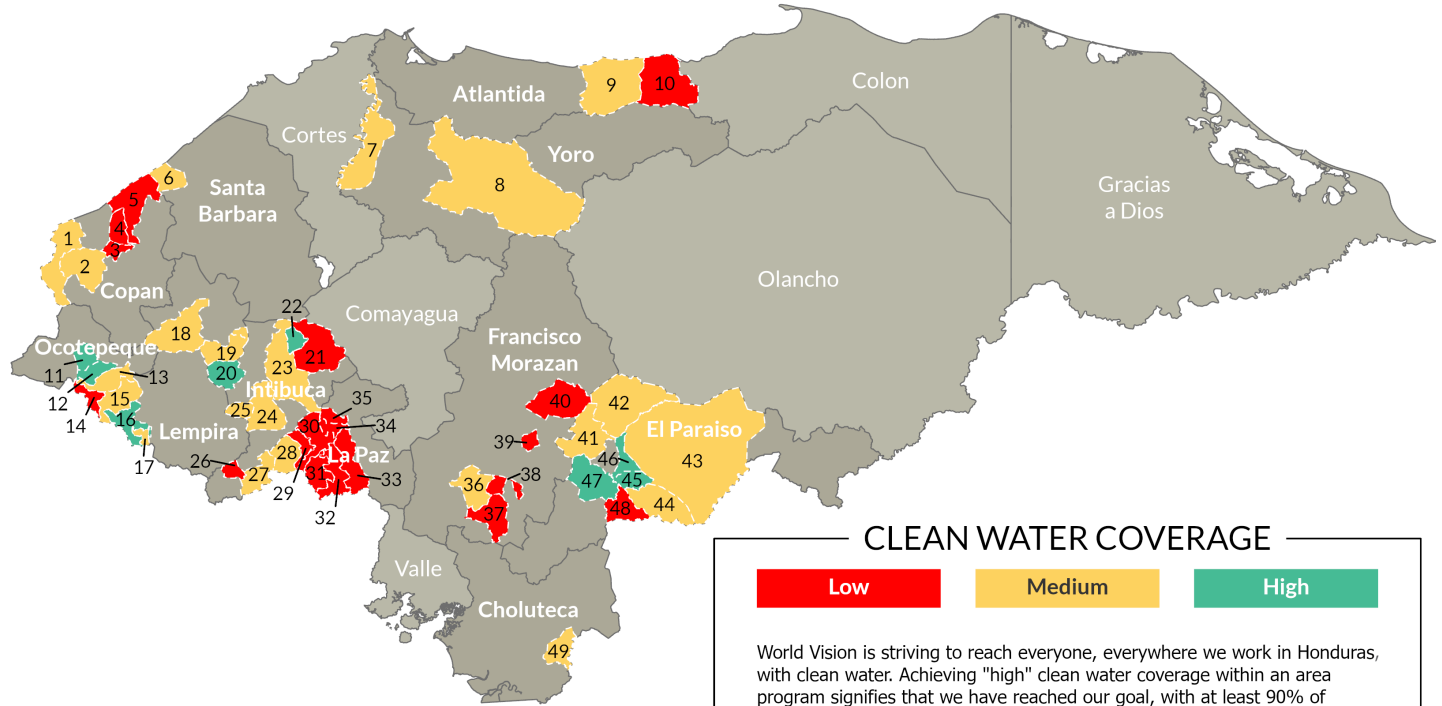 Atlantida
9
10
Colon
Cortes
7
Yoro
8
Santa
Barbara
6
5
4
3
1
2
Copan
Gracias
a Dios
Olancho
22
Comayagua
18
Francisco
Morazan
Ocotepeque
19
23
21
11
13
20
12
15
Intibuca
35
40
42
14
16
25
24
30
34
39
41
El Paraiso
Lempira
17
26
28
La Paz
46
43
27
31
33
36
38
47
45
29
32
37
48
44
Valle
Choluteca
49
CLEAN WATER COVERAGE
Low
Medium
High
World Vision is striving to reach everyone, everywhere we work in Honduras,
with clean water. Achieving "high" clean water coverage within an area
program signifies that we have reached our goal, with at least 90% of